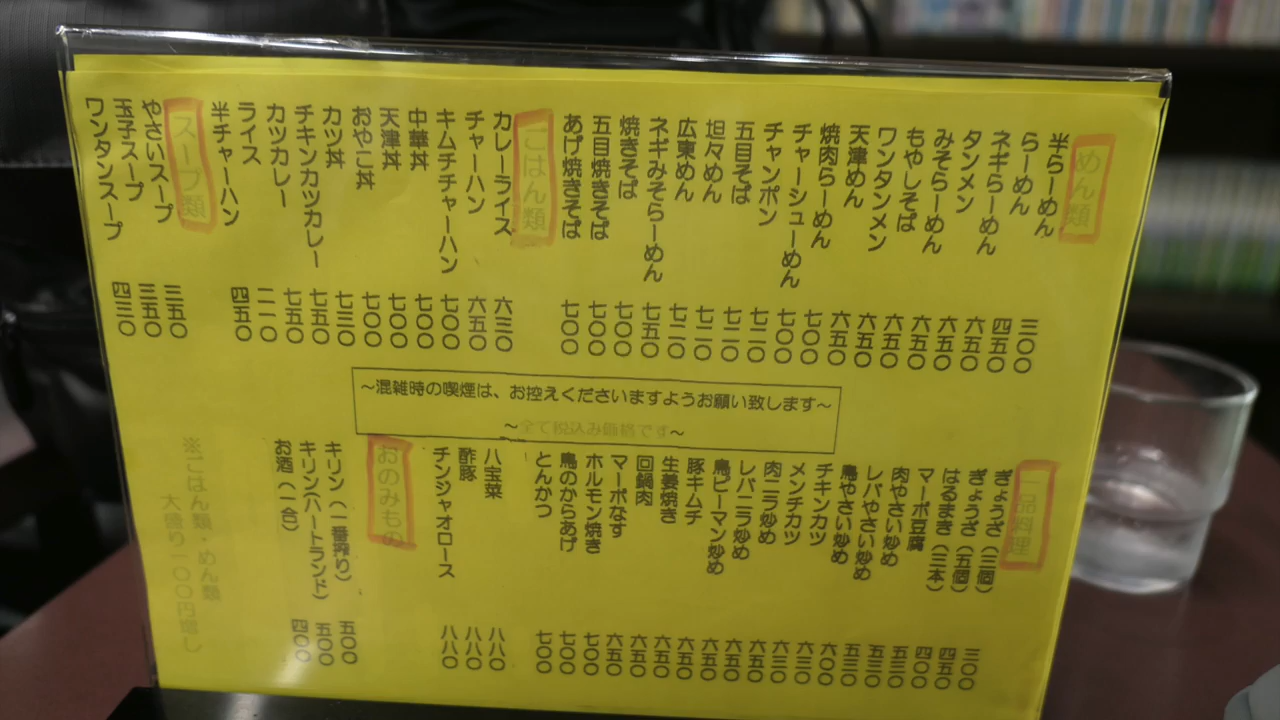 めん類
半らーめん 三〇〇
らーめん 四五〇
ネギらーめん 六五〇
タンメン 六五〇
みそらーめん 六五〇
もやしそば 六五〇
ワンタンメン 六五〇
天津めん 六五〇
焼肉らーめん 七〇〇
チャーシューめん 七〇〇
チャンポン 七二〇
五目そば 七二〇
坦々めん 七二〇
広東めん 七二〇
ネギみそらーめん 七五〇
焼きそば 七〇〇
五目焼きそば 七〇〇
あげ焼きそば 七〇〇
ごはん類
カレーライス 六三〇
チャーハン 六五〇
キムチチャーハン 七〇〇
中華丼 七〇〇
天津丼 七〇〇
おやこ丼 七〇〇
カツ丼 七三〇
チキンカツカレー 七五〇
カツカレー 七五〇
ライス 二一〇
半チャーハン 四五〇
スープ類
やさいスープ 三五〇
玉子スープ 三五〇
ワンタンスープ 四三〇
～混雑時の喫煙は、お控えくださいますようお願い致します～
～全て税込み価格です～
一品料理
ぎょうざ（三個） 三〇〇
ぎょうざ（五個） 四五〇
はるまき（三本） 四〇〇
マーボ豆腐 五三〇
肉やさい炒め 五三〇
レバやさい炒め 五三〇
鳥やさい炒め 六〇〇
チキンカツ 六三〇
メンチカツ 六三〇
肉ニラ炒め 六五〇
レバニラ炒め 六五〇
鳥ピーマン炒め 六五〇
豚キムチ 六五〇
生姜焼き 六五〇
回鍋肉 六五〇
マーボなす 六五〇
ホルモン焼き 七〇〇
鳥のからあげ 七〇〇
とんかつ 七〇〇
八宝菜 八八〇
酢豚 八八〇
チンジャオロース 八八〇
おのみもの
キリン（一番搾り） 五〇〇
キリン（ハートランド） 五〇〇
お酒（一合） 四〇〇
※ごはん類・めん類
大盛り一〇〇円増し